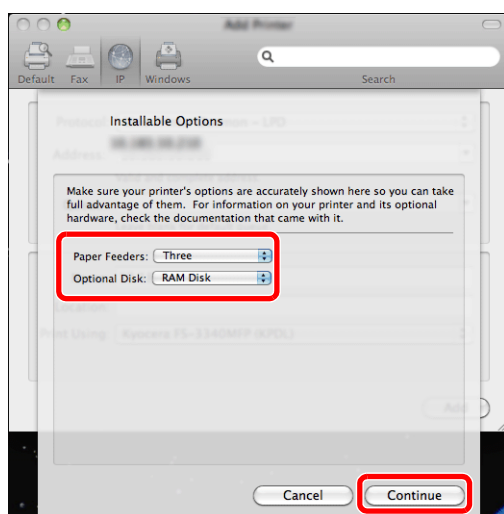 Add Printer
Default Fax IP Windows Search
Installable Options
Protocol:
Address:
Make sure your printer's options are accurately shown here so you can take
full advantage of them. For information on your printer and its optional
hardware, check the documentation that came with it.
Paper Feeders: Three
Optional Disk: RAM Disk
Location:
Print Using: Kyocera FS-3340MFP (KPDL)
Add
Cancel Continue